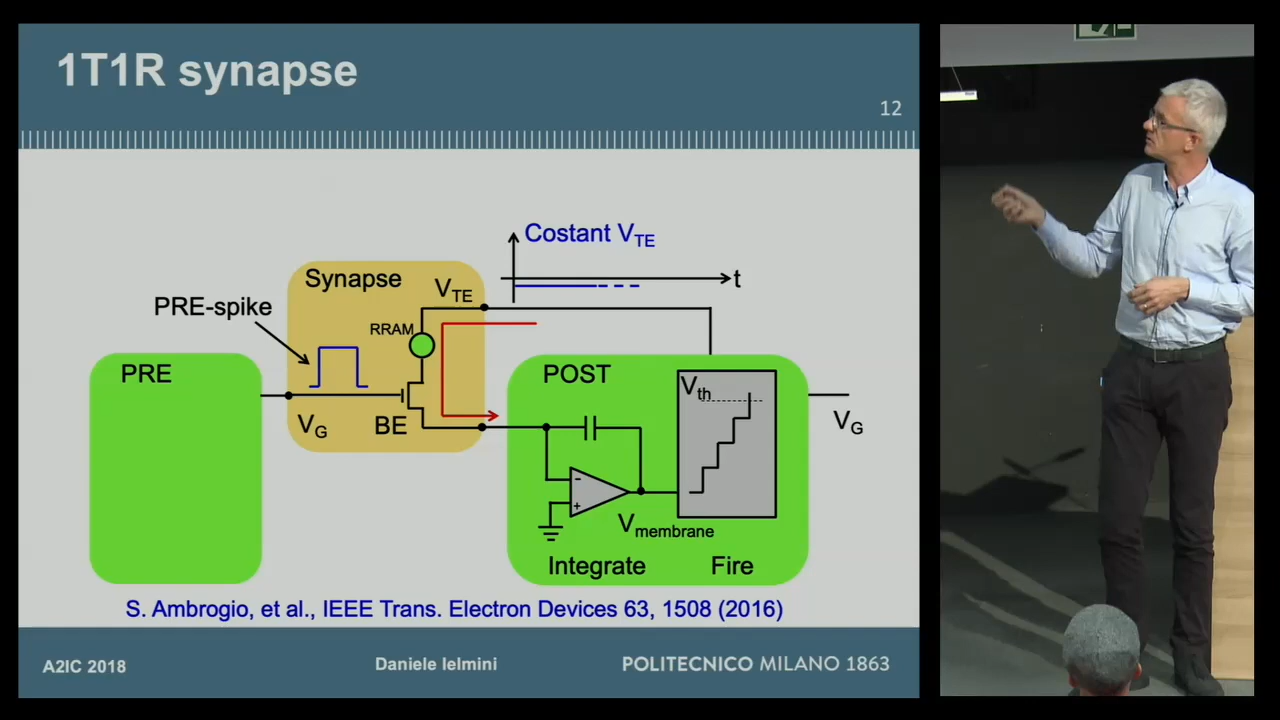 1T1R synapse
12
Costant VTE
t
Synapse
VTE
PRE-spike
RRAM
PRE
POST
Vth
VG
BE
VG
-
+
Vmembrane
Integrate
Fire
S. Ambrogio, et al., IEEE Trans. Electron Devices 63, 1508 (2016)
A2IC 2018
Daniele Ielmini
POLITECNICO MILANO 1863